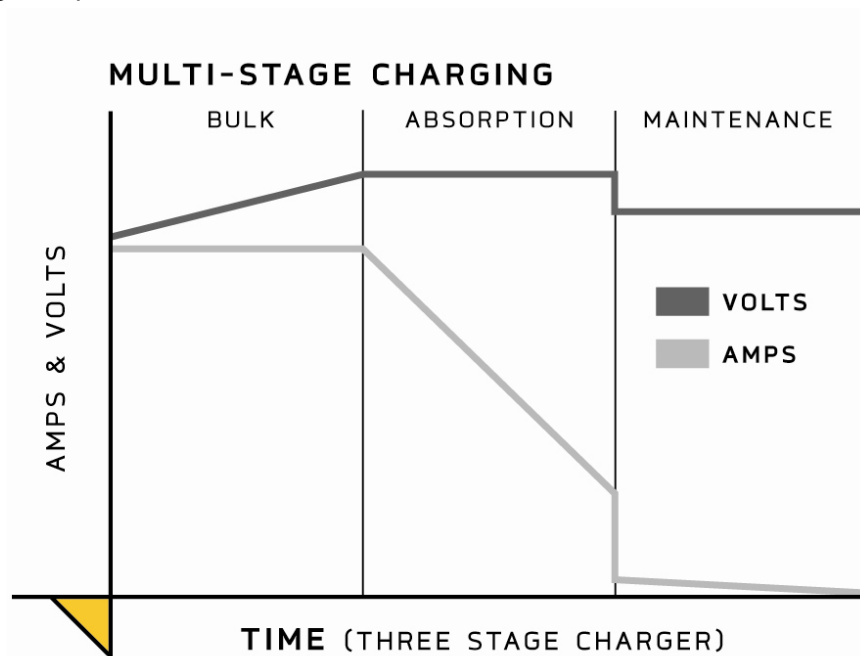 MULTI-STAGE CHARGING
BULK
ABSORPTION
MAINTENANCE
AMPS & VOLTS
VOLTS
AMPS
TIME (THREE STAGE CHARGER)